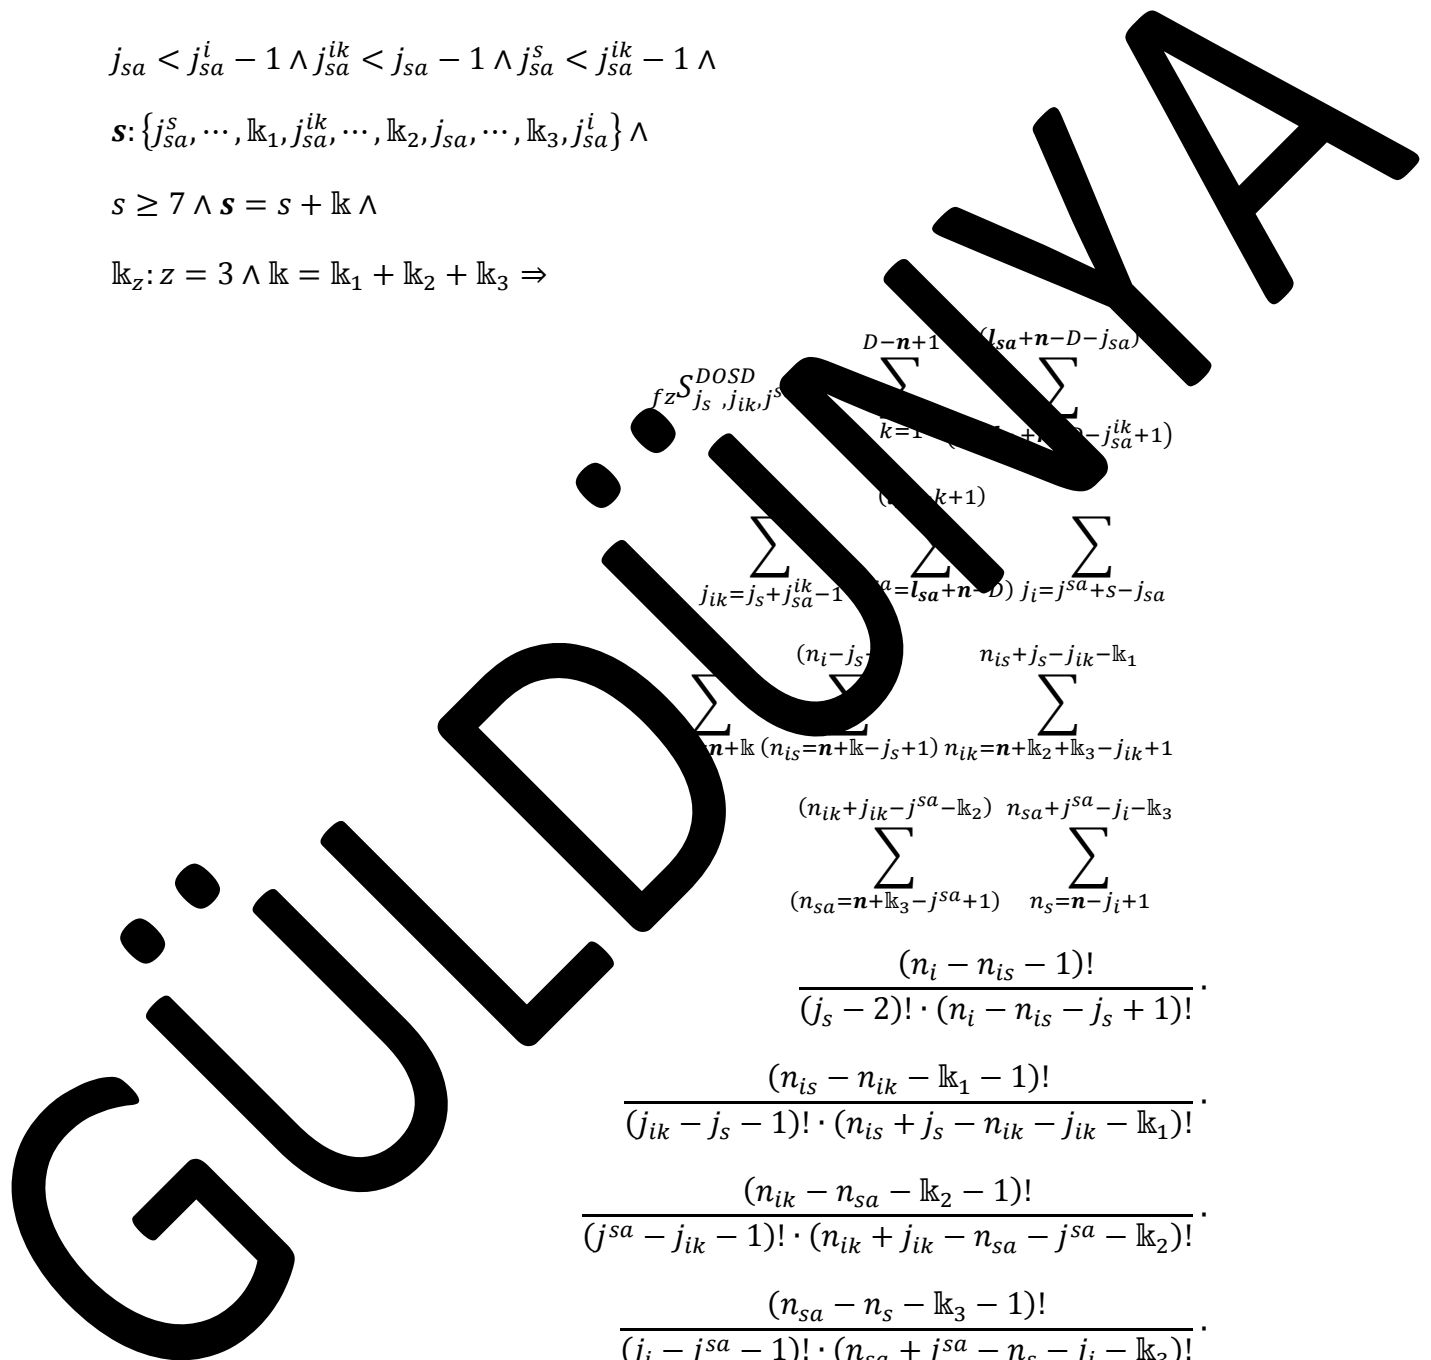 j_{sa} < j_{sa}^{i} − 1 ∧ j_{sa}^{ik} < j_{sa} − 1 ∧ j_{sa}^{s} < j_{sa}^{ik} − 1 ∧
s: {j_{sa}^{s}, ⋯, 𝕜_1, j_{sa}^{ik}, ⋯, 𝕜_2, j_{sa}, ⋯, 𝕜_3, j_{sa}^{i}} ∧
s ≥ 7 ∧ s = s + 𝕜 ∧
𝕜_z: z = 3 ∧ 𝕜 = 𝕜_1 + 𝕜_2 + 𝕜_3 ⇒
D−n+1 l_{sa}+n−D−j_{sa})
_{fz}S_{j_s ,j_{ik},j^{s}}^{DOSD} ∑ ∑
k=1 −j_{sa}^{ik}+1)
k+1)
∑ ∑ ∑
j_{ik}=j_s+j_{sa}^{ik}−1 =l_{sa}+n−D) j_i=j^{sa}+s−j_{sa}
(n_i−j_s n_{is}+j_s−j_{ik}−𝕜_1
∑ ∑ ∑
n+𝕜 (n_{is}=n+𝕜−j_s+1) n_{ik}=n+𝕜_2+𝕜_3−j_{ik}+1
(n_{ik}+j_{ik}−j^{sa}−𝕜_2) n_{sa}+j^{sa}−j_i−𝕜_3
∑ ∑
(n_{sa}=n+𝕜_3−j^{sa}+1) n_s=n−j_i+1
(n_i − n_{is} − 1)!
(j_s − 2)! · (n_i − n_{is} − j_s + 1)! ·
(n_{is} − n_{ik} − 𝕜_1 − 1)!
(j_{ik} − j_s − 1)! · (n_{is} + j_s − n_{ik} − j_{ik} − 𝕜_1)! ·
(n_{ik} − n_{sa} − 𝕜_2 − 1)!
(j^{sa} − j_{ik} − 1)! · (n_{ik} + j_{ik} − n_{sa} − j^{sa} − 𝕜_2)! ·
(n_{sa} − n_s − 𝕜_3 − 1)!
(j_i − j^{sa} − 1)! · (n_{sa} + j^{sa} − n_s − j_i − 𝕜_3)! ·
GÜLDÜNYA